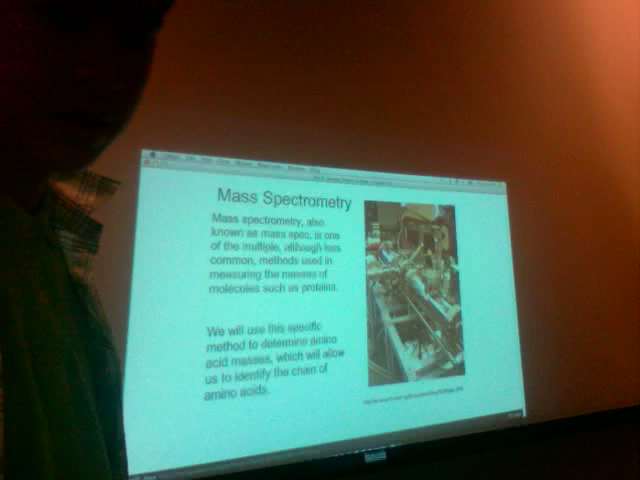 Mass Spectrometry
Mass spectrometry, also
known as mass spec, is one
of the multiple, although less
common, methods used in
measuring the masses of
molecules such us proteins.
We will use this specific
method to determine amino
acid masses, which will allow
us to identify the chain of
amino acids.